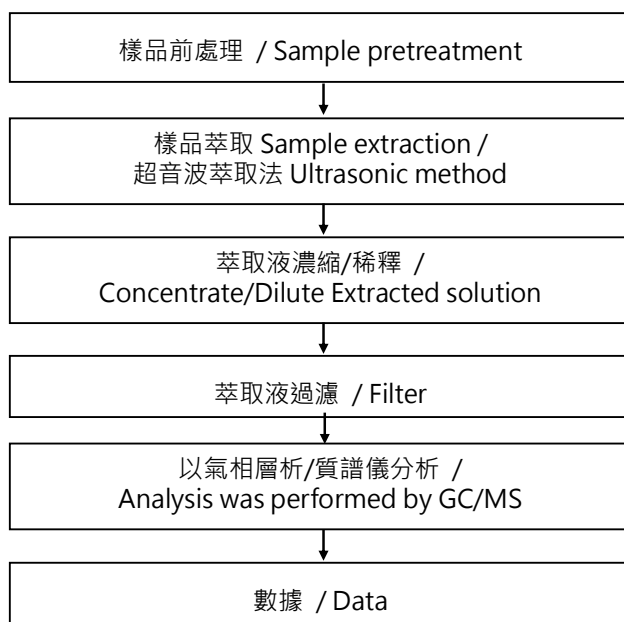 樣品前處理 / Sample pretreatment
樣品萃取 Sample extraction /
超音波萃取法 Ultrasonic method
萃取液濃縮/稀釋 /
Concentrate/Dilute Extracted solution
萃取液過濾 / Filter
以氣相層析/質譜儀分析 /
Analysis was performed by GC/MS
數據 / Data